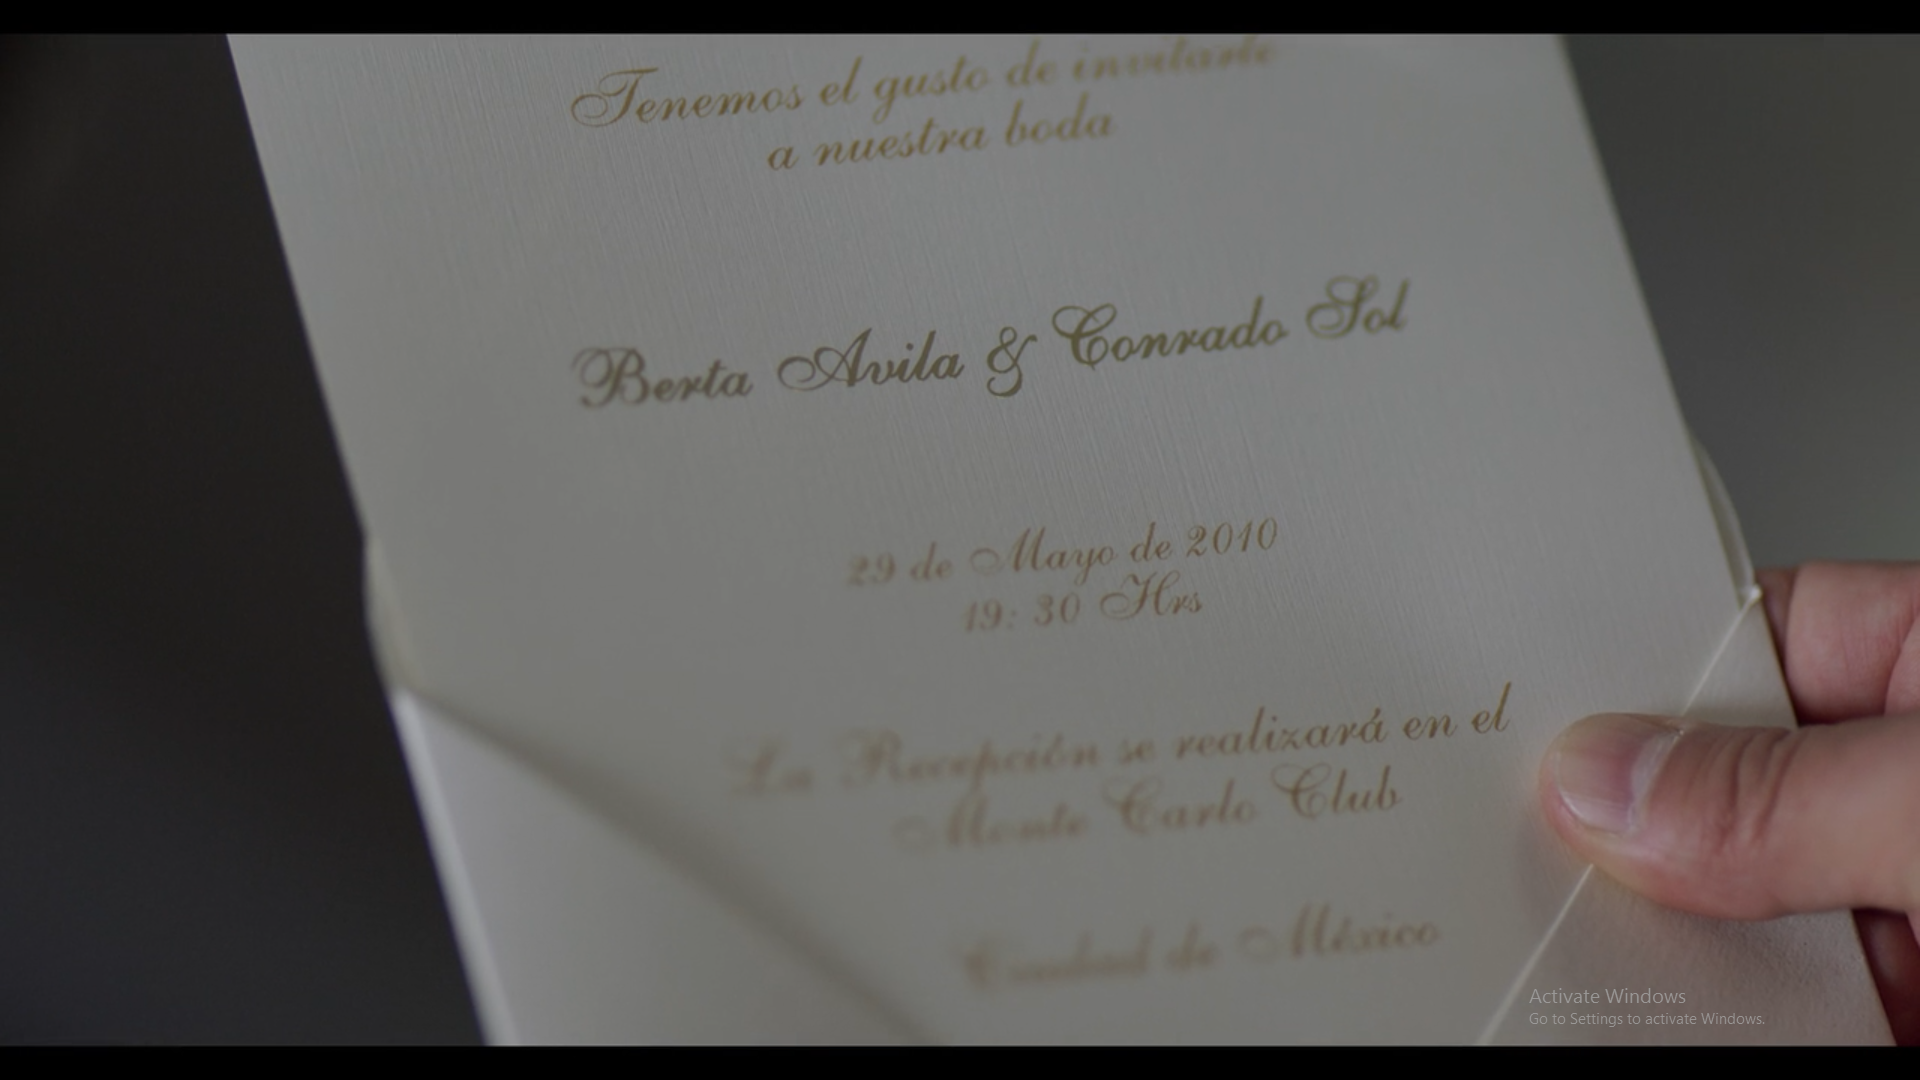 Tenemos el gusto de invitarle
a nuestra boda
Berta Avila & Conrado Sol
29 de Mayo de 2010
19: 30 Hrs
La Recepción se realizará en el
Monte Carlo Club
Ciudad de México
Activate Windows
Go to Settings to activate Windows.